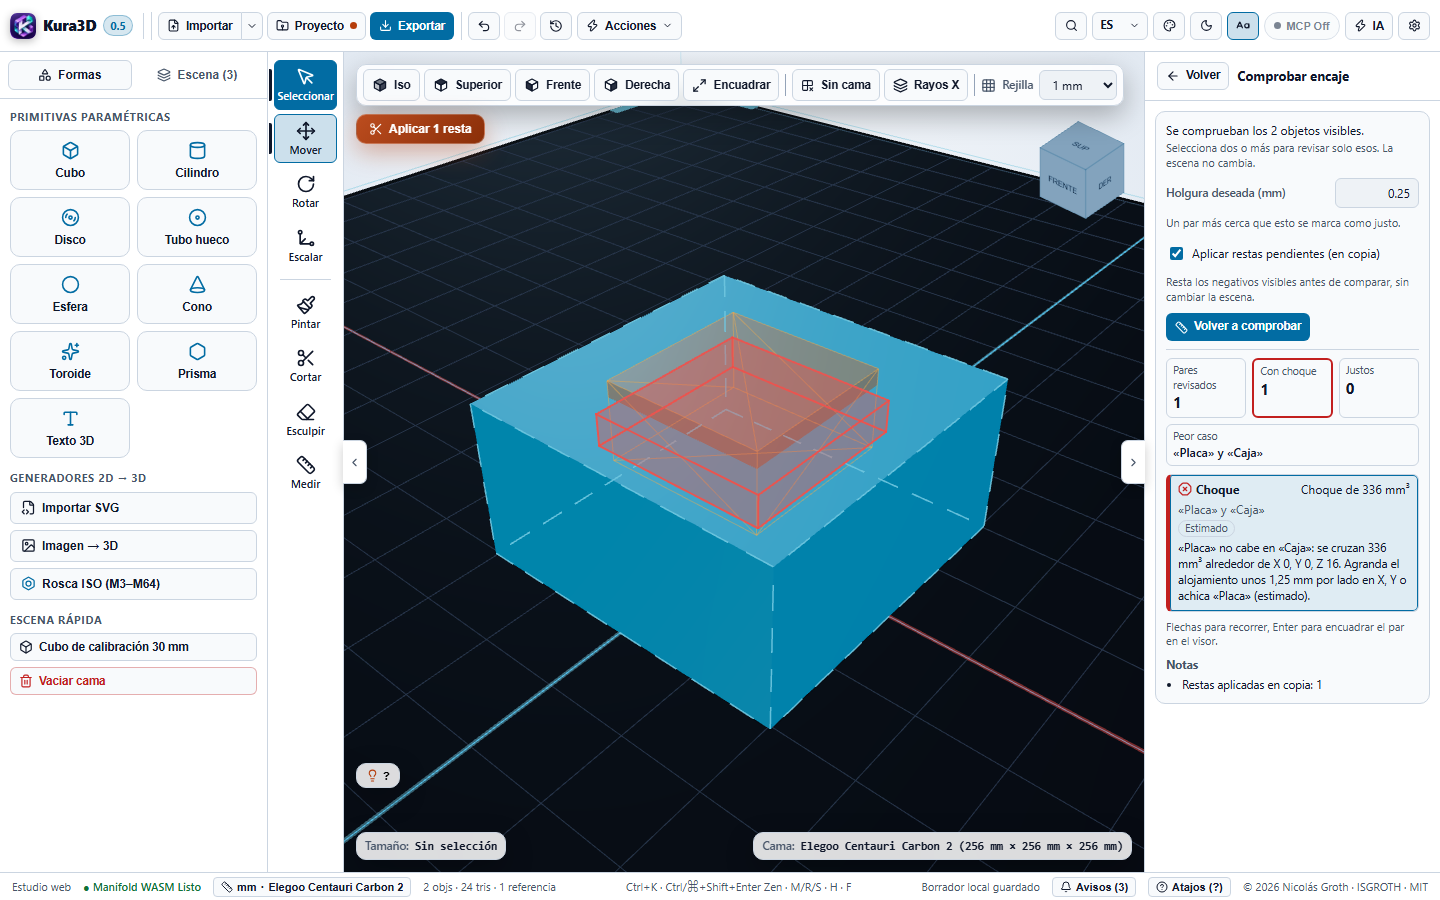 Kura3D 0.5 Importar Proyecto Exportar Acciones ES Aa MCP Off IA
Formas Escena (3)
PRIMITIVAS PARAMÉTRICAS
Cubo Cilindro
Disco Tubo hueco
Esfera Cono
Toroide Prisma
Texto 3D
GENERADORES 2D → 3D
Importar SVG
Imagen → 3D
Rosca ISO (M3–M64)
ESCENA RÁPIDA
Cubo de calibración 30 mm
Vaciar cama
Seleccionar
Mover
Rotar
Escalar
Pintar
Cortar
Esculpir
Medir
Iso Superior Frente Derecha Encuadrar Sin cama Rayos X Rejilla 1 mm
Aplicar 1 resta
SUP
FRENTE DER
?
Tamaño: Sin selección
Cama: Elegoo Centauri Carbon 2 (256 mm × 256 mm × 256 mm)
Volver Comprobar encaje
Se comprueban los 2 objetos visibles.
Selecciona dos o más para revisar solo esos. La
escena no cambia.
Holgura deseada (mm) 0.25
Un par más cerca que esto se marca como justo.
Aplicar restas pendientes (en copia)
Resta los negativos visibles antes de comparar, sin
cambiar la escena.
Volver a comprobar
Pares
revisados
1
Con choque
1
Justos
0
Peor caso
«Placa» y «Caja»
Choque Choque de 336 mm³
«Placa» y «Caja»
Estimado
«Placa» no cabe en «Caja»: se cruzan 336
mm³ alrededor de X 0, Y 0, Z 16. Agranda el
alojamiento unos 1,25 mm por lado en X, Y o
achica «Placa» (estimado).
Flechas para recorrer, Enter para encuadrar el par
en el visor.
Notas
• Restas aplicadas en copia: 1
Estudio web ● Manifold WASM Listo mm · Elegoo Centauri Carbon 2 2 objs · 24 tris · 1 referencia Ctrl+K · Ctrl/⌘+Shift+Enter Zen · M/R/S · H · F Borrador local guardado Avisos (3) Atajos (?) © 2026 Nicolás Groth · ISGROTH · MIT